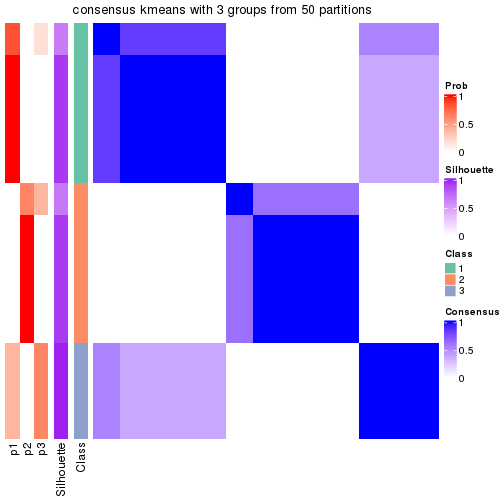 consensus kmeans with 3 groups from 50 partitions
Prob
1
0.5
0
Silhouette
1
0.5
0
Class
1
2
3
Consensus
1
0.5
0
p1
p2
p3
Silhouette
Class